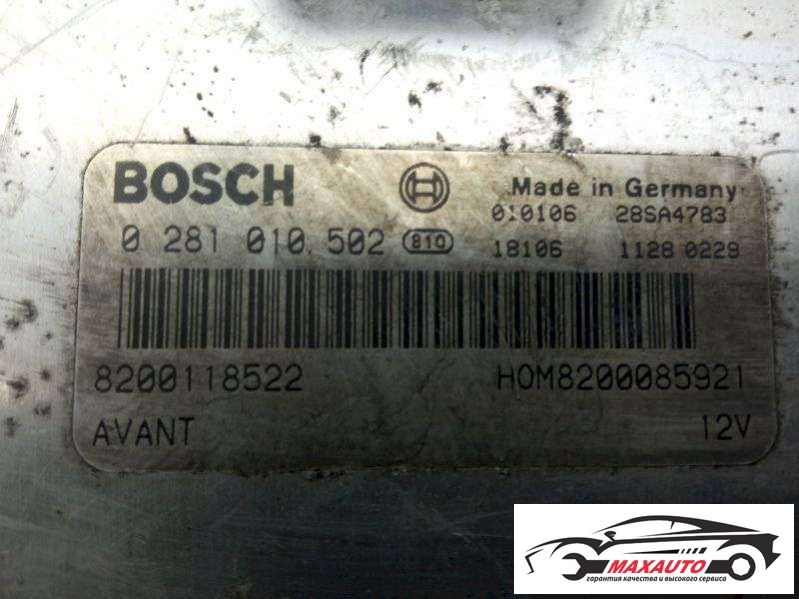 BOSCH
Made in Germany
010106 28SA4783
0 281 010 502 810
18106 1128 0229
8200118522 HOM8200085921
AVANT 12V
MAXAUTO
гарантия качества и высокого сервиса